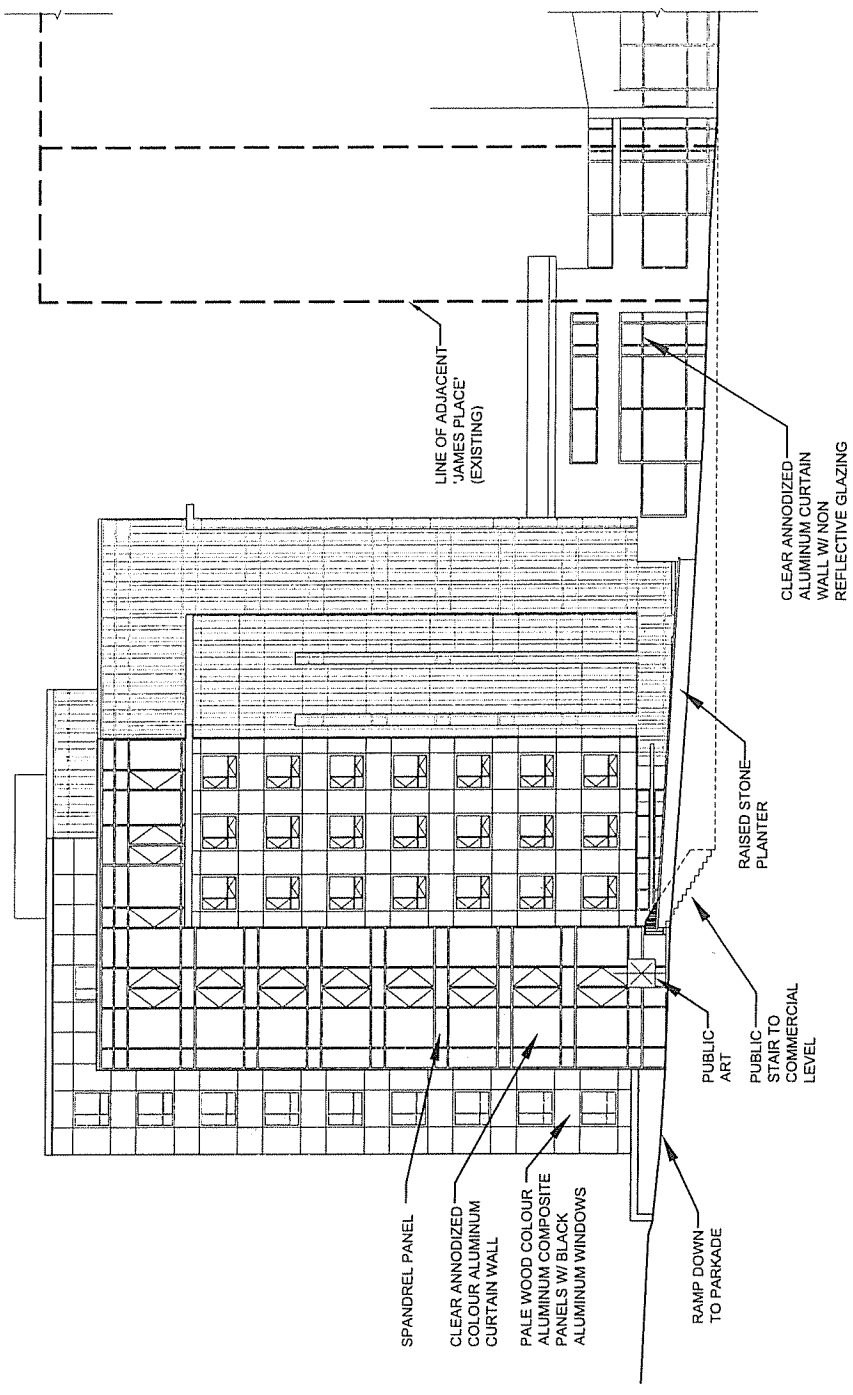 SPANDREL PANEL
CLEAR ANNODIZED
COLOUR ALUMINUM
CURTAIN WALL
PALE WOOD COLOUR
ALUMINUM COMPOSITE
PANELS W/ BLACK
ALUMINUM WINDOWS
RAMP DOWN
TO PARKADE
PUBLIC
ART
PUBLIC
STAIR TO
COMMERCIAL
LEVEL
RAISED STONE
PLANTER
LINE OF ADJACENT
'JAMES PLACE'
(EXISTING)
CLEAR ANNODIZED
ALUMINUM CURTAIN
WALL W/ NON
REFLECTIVE GLAZING